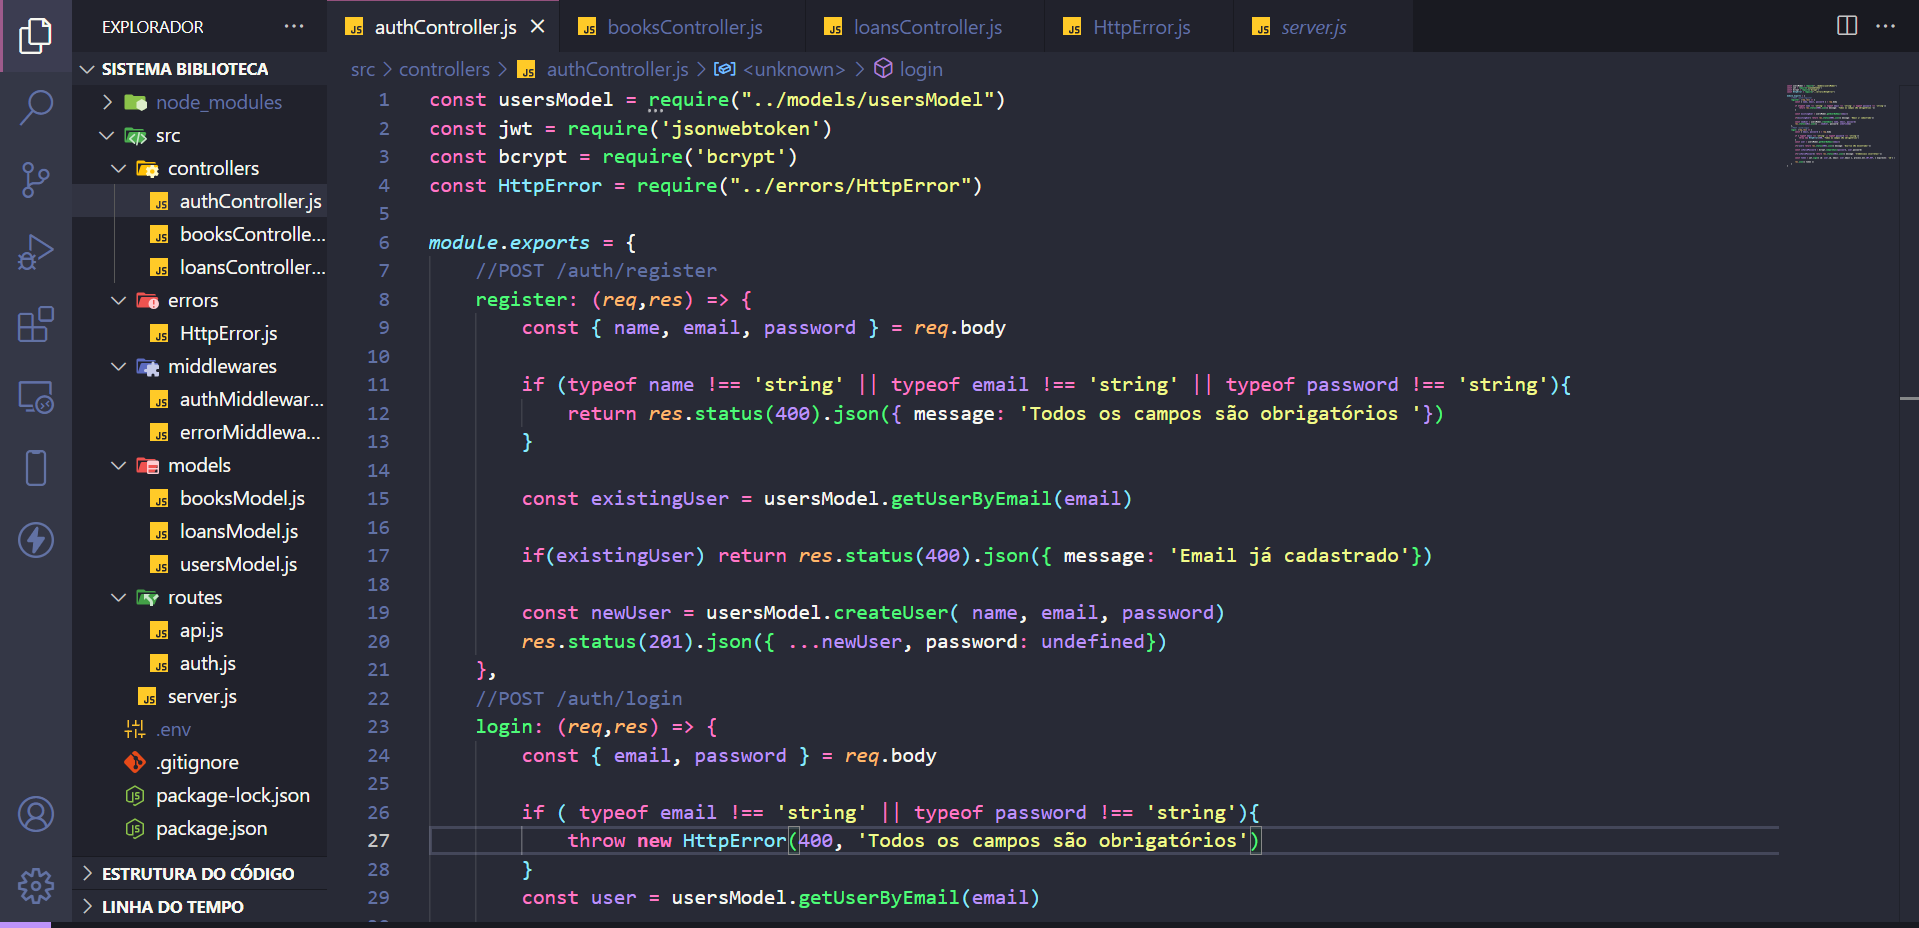 EXPLORADOR
SISTEMA BIBLIOTECA
node_modules
src
controllers
authController.js
booksControlle...
loansController...
errors
HttpError.js
middlewares
authMiddlewar...
errorMiddlewa...
models
booksModel.js
loansModel.js
usersModel.js
routes
api.js
auth.js
server.js
.env
.gitignore
package-lock.json
package.json
ESTRUTURA DO CÓDIGO
LINHA DO TEMPO
authController.js booksController.js loansController.js HttpError.js server.js
src > controllers > authController.js > <unknown> > login
1 const usersModel = require("../models/usersModel")
2 const jwt = require('jsonwebtoken')
3 const bcrypt = require('bcrypt')
4 const HttpError = require("../errors/HttpError")
5
6 module.exports = {
7 //POST /auth/register
8 register: (req,res) => {
9 const { name, email, password } = req.body
10
11 if (typeof name !== 'string' || typeof email !== 'string' || typeof password !== 'string'){
12 return res.status(400).json({ message: 'Todos os campos são obrigatórios '})
13 }
14
15 const existingUser = usersModel.getUserByEmail(email)
16
17 if(existingUser) return res.status(400).json({ message: 'Email já cadastrado'})
18
19 const newUser = usersModel.createUser( name, email, password)
20 res.status(201).json({ ...newUser, password: undefined})
21 },
22 //POST /auth/login
23 login: (req,res) => {
24 const { email, password } = req.body
25
26 if ( typeof email !== 'string' || typeof password !== 'string'){
27 throw new HttpError(400, 'Todos os campos são obrigatórios')
28 }
29 const user = usersModel.getUserByEmail(email)